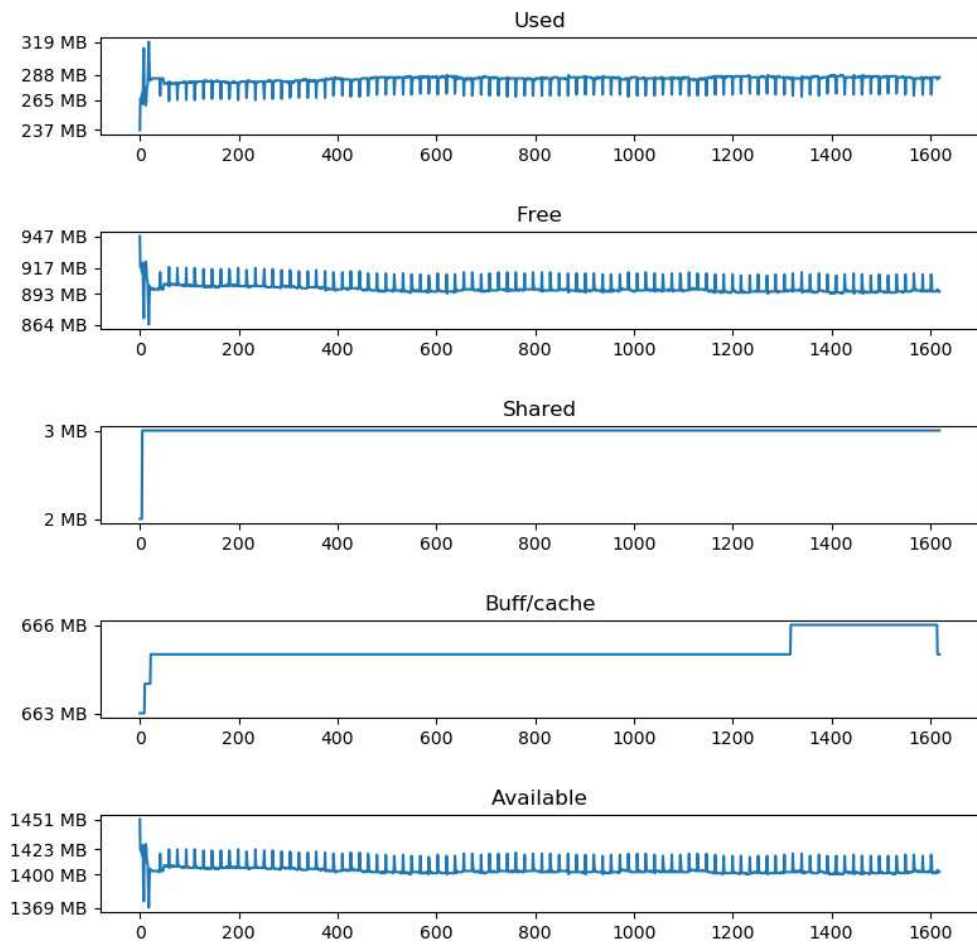 Used
319 MB
288 MB
265 MB
237 MB
0 200 400 600 800 1000 1200 1400 1600
Free
947 MB
917 MB
893 MB
864 MB
0 200 400 600 800 1000 1200 1400 1600
Shared
3 MB
2 MB
0 200 400 600 800 1000 1200 1400 1600
Buff/cache
666 MB
663 MB
0 200 400 600 800 1000 1200 1400 1600
Available
1451 MB
1423 MB
1400 MB
1369 MB
0 200 400 600 800 1000 1200 1400 1600